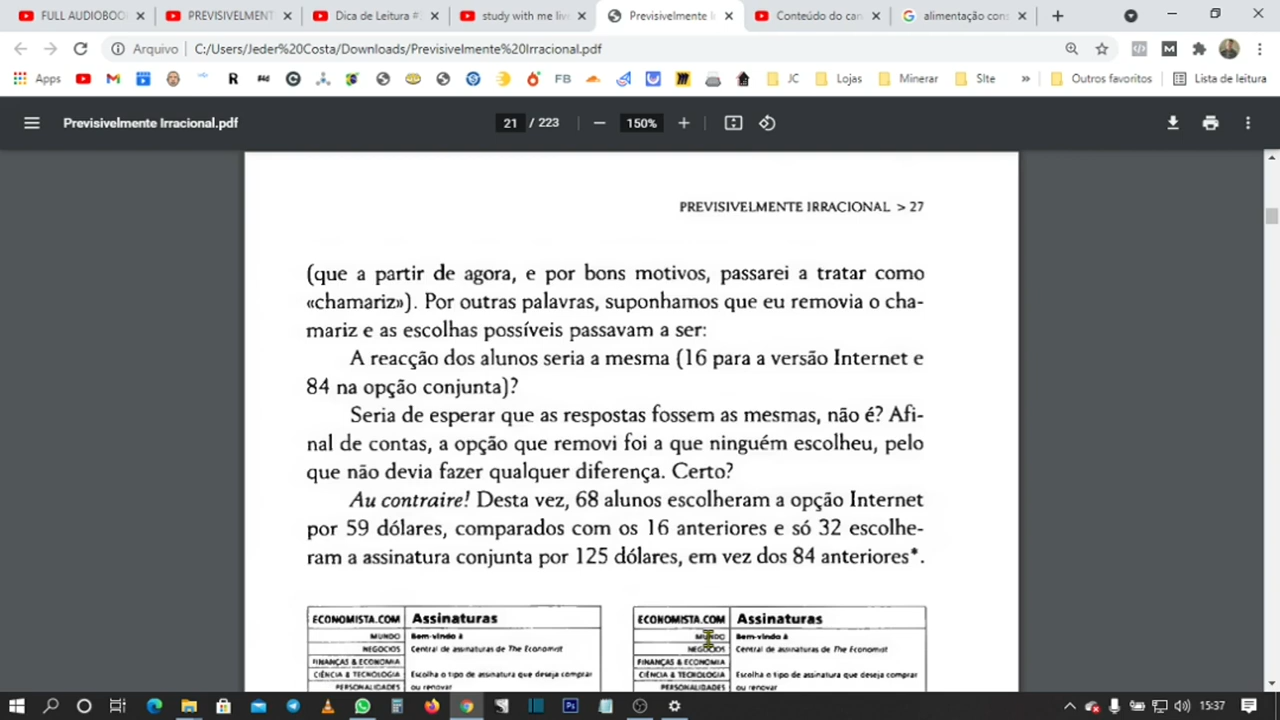 FULL AUDIOBOO
PREVISIVELMENT
Dica de Leitura #
study with me live
Previsivelmente I
Conteúdo do can
alimentação cons
Arquivo
C:/Users/Jeder%20Costa/Downloads/Previsivelmente%20Irracional.pdf
Apps
FB
JC
Lojas
Minerar
SIte
»
Outros favoritos
Lista de leitura
Previsivelmente Irracional.pdf
21 / 223
150%
PREVISIVELMENTE IRRACIONAL > 27
(que a partir de agora, e por bons motivos, passarei a tratar como
«chamariz»). Por outras palavras, suponhamos que eu removia o cha-
mariz e as escolhas possíveis passavam a ser:
A reacção dos alunos seria a mesma (16 para a versão Internet e
84 na opção conjunta)?
Seria de esperar que as respostas fossem as mesmas, não é? Afi-
nal de contas, a opção que removi foi a que ninguém escolheu, pelo
que não devia fazer qualquer diferença. Certo?
Au contraire! Desta vez, 68 alunos escolheram a opção Internet
por 59 dólares, comparados com os 16 anteriores e só 32 escolhe-
ram a assinatura conjunta por 125 dólares, em vez dos 84 anteriores*.
ECONOMISTA.COM
Assinaturas
MUNDO
Bem-vindo à
NEGÓCIOS
Central de assinaturas de The Economist
FINANÇAS & ECONOMIA
CIÊNCIA & TECNOLOGIA
Escolha o tipo de assinatura que deseja comprar
PERSONALIDADES
ou renovar
ECONOMISTA.COM
Assinaturas
MUNDO
Bem-vindo à
NEGÓCIOS
Central de assinaturas de The Economist
FINANÇAS & ECONOMIA
CIÊNCIA & TECNOLOGIA
Escolha o tipo de assinatura que deseja comprar
PERSONALIDADES
ou renovar
15:37